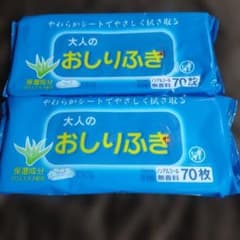 やわらかシートでやさしく拭き取る
大人の
おしりふき
保湿成分
ノンアルコール
無香料
70枚
やわらかシートでやさしく拭き取る
大人の
おしりふき
保湿成分
ノンアルコール
無香料
70枚